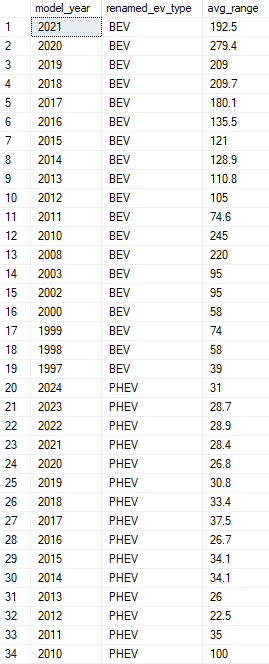 model_year renamed_ev_type avg_range
1 2021 BEV 192.5
2 2020 BEV 279.4
3 2019 BEV 209
4 2018 BEV 209.7
5 2017 BEV 180.1
6 2016 BEV 135.5
7 2015 BEV 121
8 2014 BEV 128.9
9 2013 BEV 110.8
10 2012 BEV 105
11 2011 BEV 74.6
12 2010 BEV 245
13 2008 BEV 220
14 2003 BEV 95
15 2002 BEV 95
16 2000 BEV 58
17 1999 BEV 74
18 1998 BEV 58
19 1997 BEV 39
20 2024 PHEV 31
21 2023 PHEV 28.7
22 2022 PHEV 28.9
23 2021 PHEV 28.4
24 2020 PHEV 26.8
25 2019 PHEV 30.8
26 2018 PHEV 33.4
27 2017 PHEV 37.5
28 2016 PHEV 26.7
29 2015 PHEV 34.1
30 2014 PHEV 34.1
31 2013 PHEV 26
32 2012 PHEV 22.5
33 2011 PHEV 35
34 2010 PHEV 100